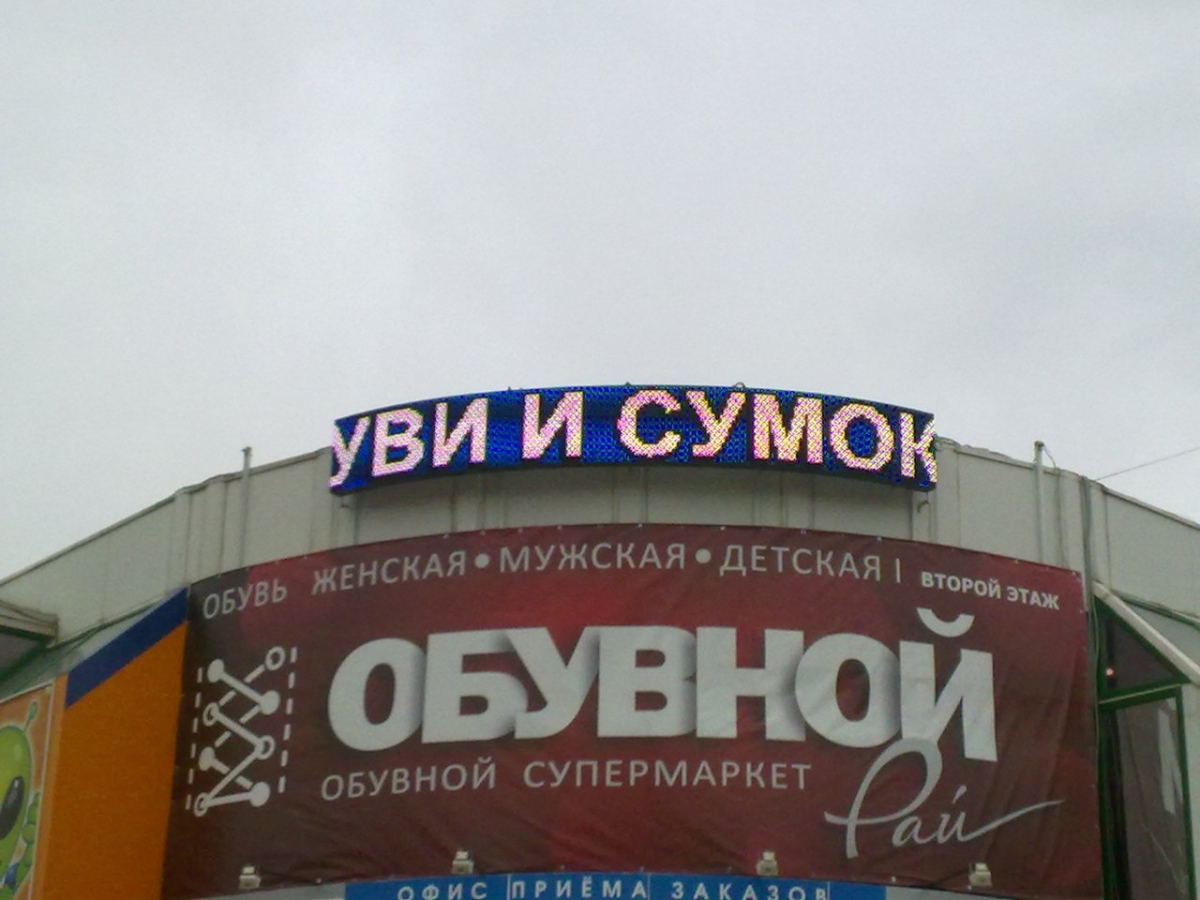 УВИ И СУМОК
ОБУВЬ ЖЕНСКАЯ • МУЖСКАЯ • ДЕТСКАЯ | ВТОРОЙ ЭТАЖ
ОБУВНОЙ
Рай
ОБУВНОЙ СУПЕРМАРКЕТ
ОФИС ПРИЁМА ЗАКАЗОВ